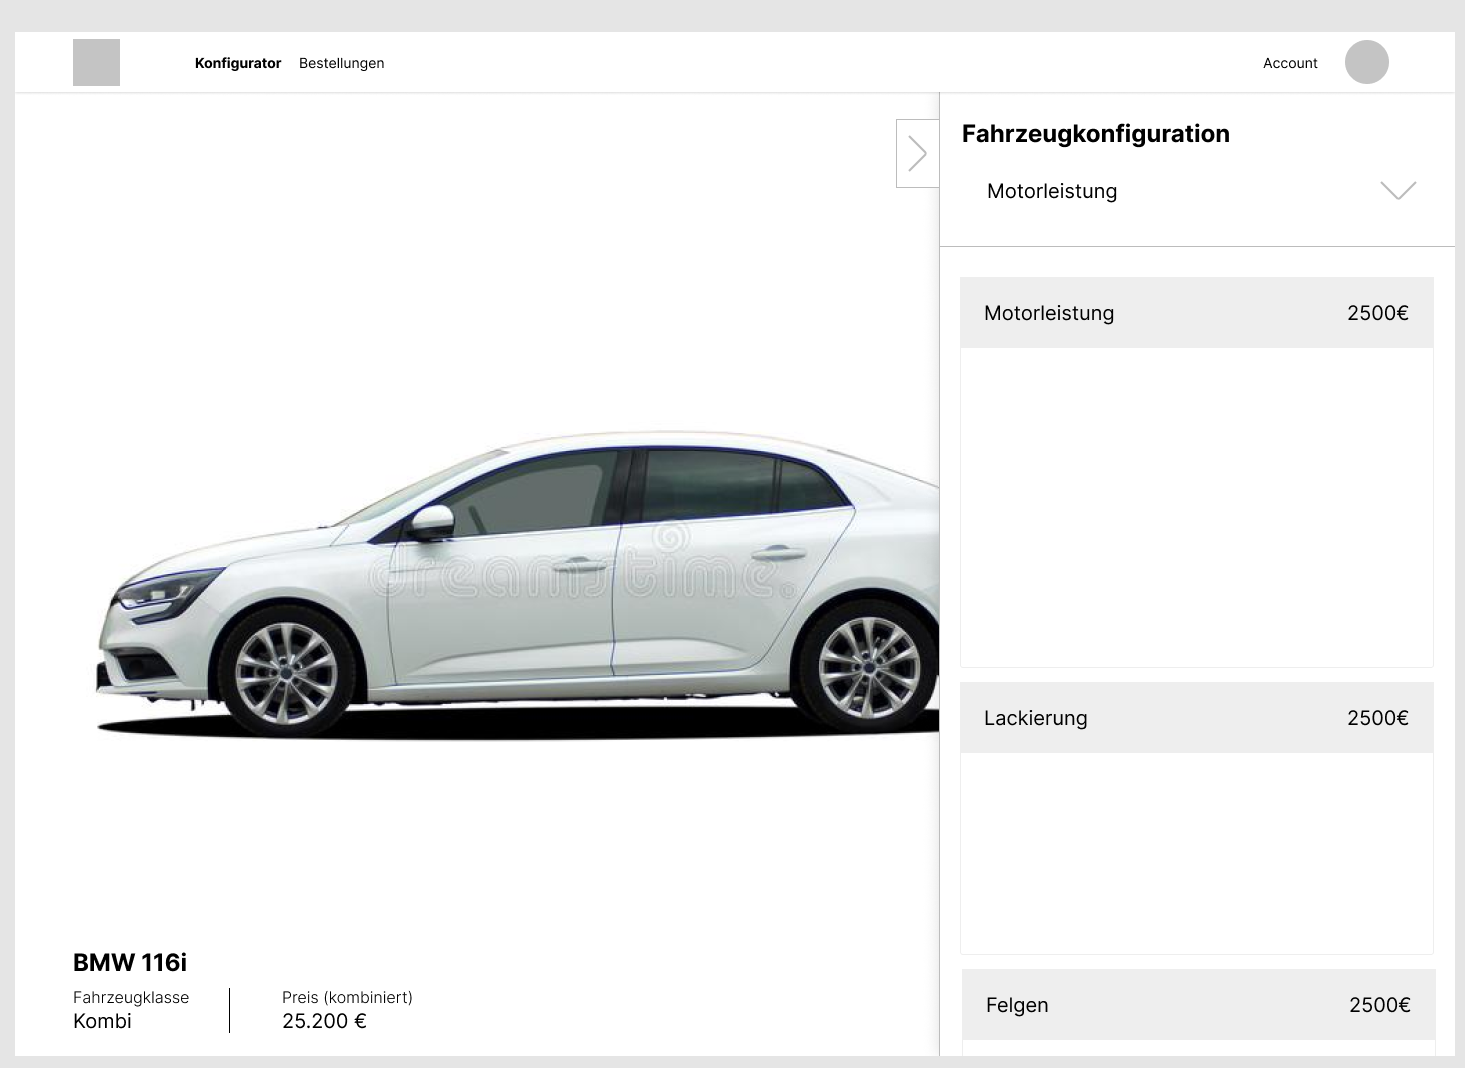 Konfigurator Bestellungen
Account
Fahrzeugkonfiguration
Motorleistung
Motorleistung 2500€
Lackierung 2500€
Felgen 2500€
dreamstime.
BMW 116i
Fahrzeugklasse
Kombi
Preis (kombiniert)
25.200 €